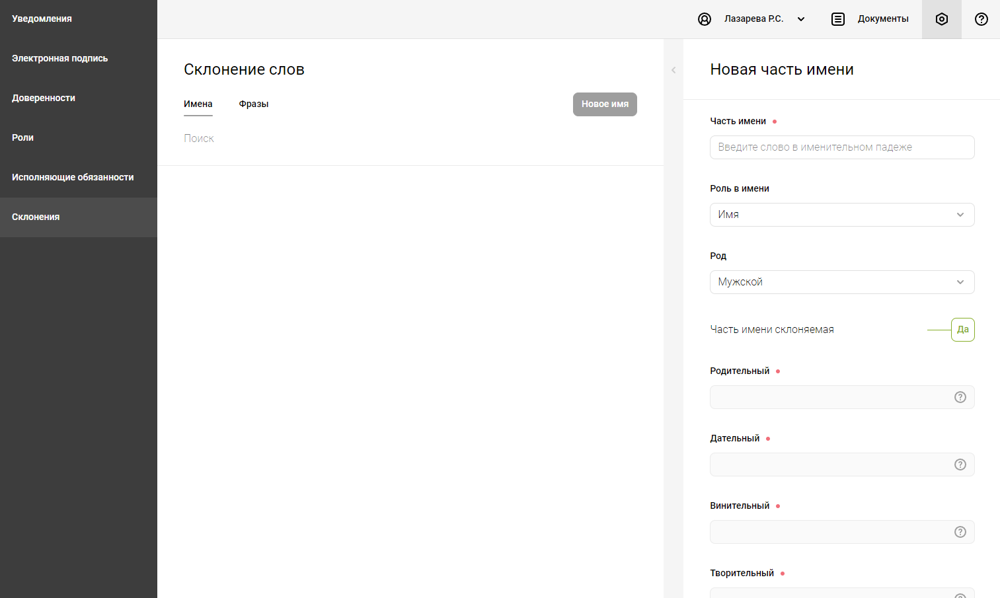 Уведомления
Электронная подпись
Доверенности
Роли
Исполняющие обязанности
Склонения
Лазарева Р.С.
Документы
Склонение слов
Имена
Фразы
Новое имя
Поиск
Новая часть имени
Часть имени
Введите слово в именительном падеже
Роль в имени
Имя
Род
Мужской
Часть имени склоняемая
Да
Родительный
?
Дательный
?
Винительный
?
Творительный